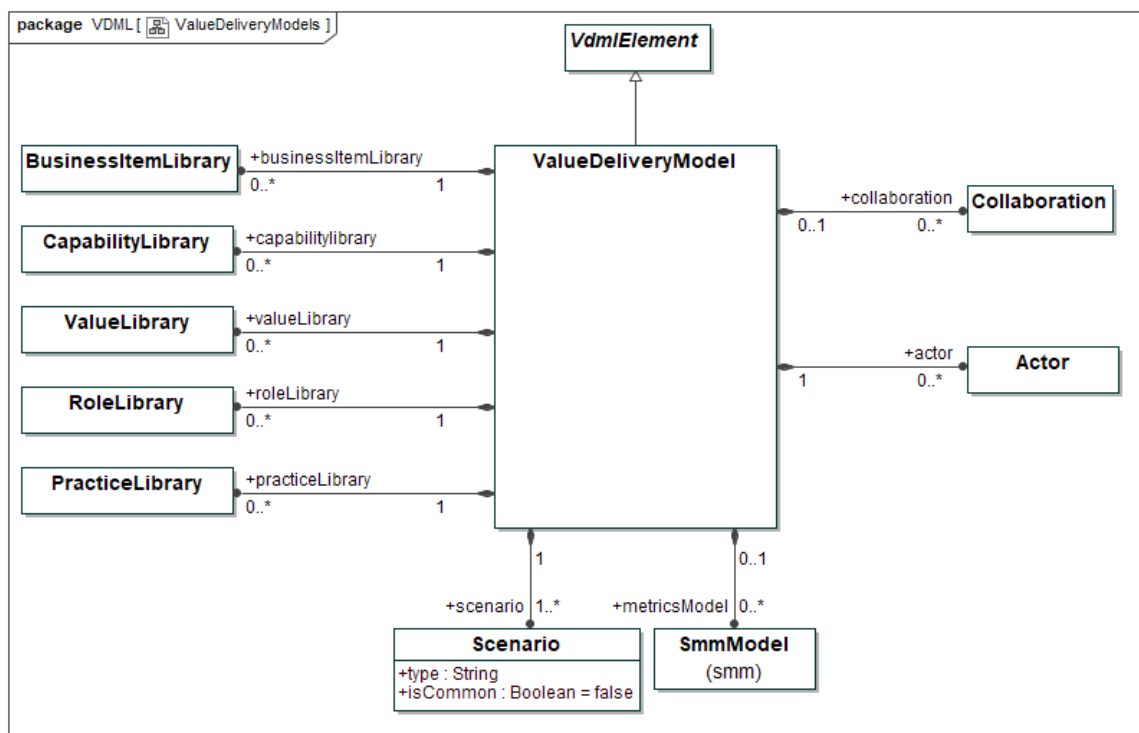 package VDML [ ValueDeliveryModels ]
VdmlElement
ValueDeliveryModel
BusinessItemLibrary
+businessItemLibrary
0..*
1
CapabilityLibrary
+capabilitylibrary
0..*
1
ValueLibrary
+valueLibrary
0..*
1
RoleLibrary
+roleLibrary
0..*
1
PracticeLibrary
+practiceLibrary
0..*
1
+collaboration
0..1
0..*
Collaboration
+actor
1
0..*
Actor
1
+scenario
1..*
Scenario
+type : String
+isCommon : Boolean = false
0..1
+metricsModel
0..*
SmmModel
(smm)